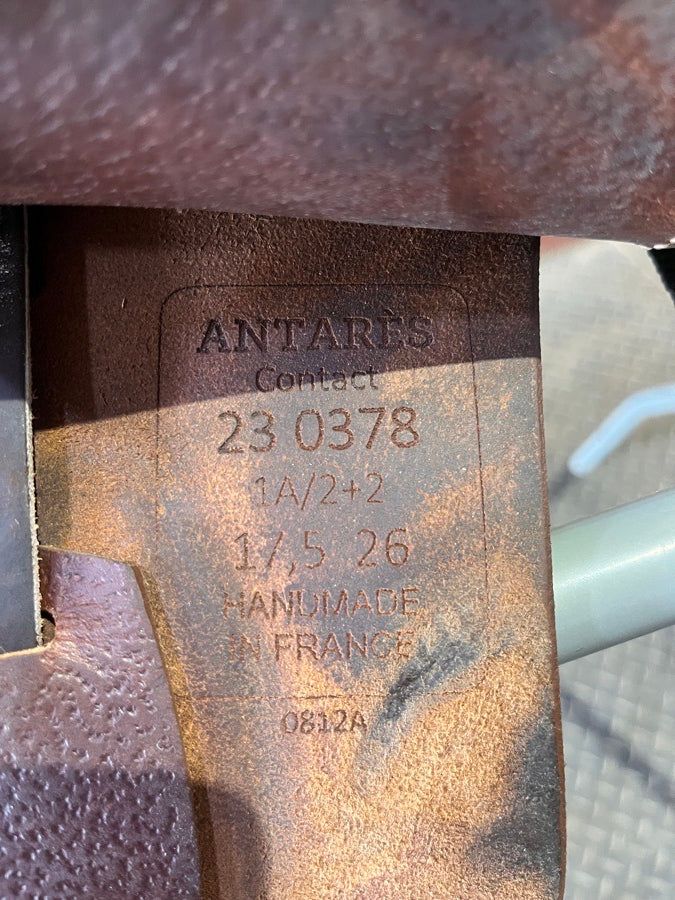 ANTARÈS
Contact
23 0378
1A/2+2
17,5 26
HANDMADE
IN FRANCE
0812A